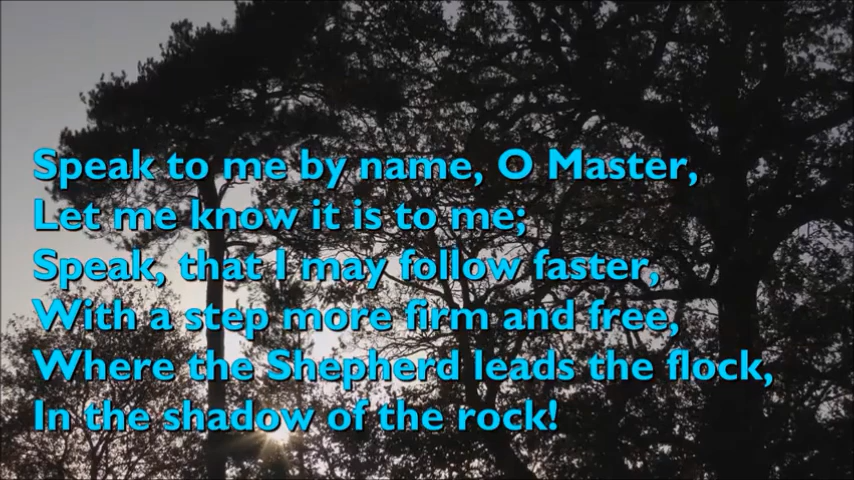 Speak to me by name, O Master,
Let me know it is to me;
Speak, that I may follow faster,
With a step more firm and free,
Where the Shepherd leads the flock,
In the shadow of the rock!